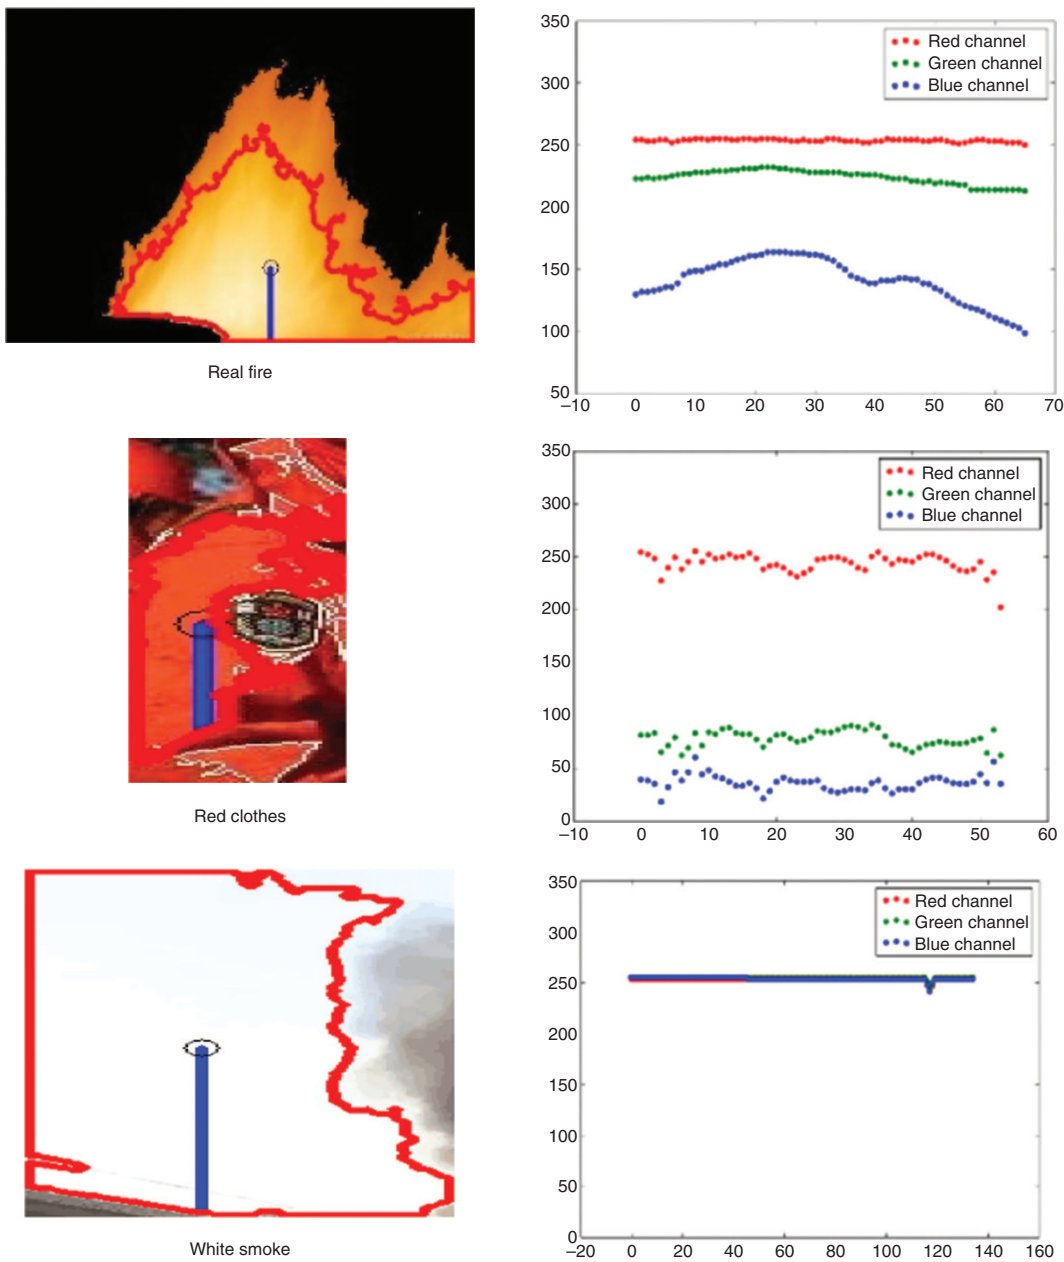 350
300
250
200
150
100
50
–10 0 10 20 30 40 50 60 70
Red channel
Green channel
Blue channel
Real fire
350
300
250
200
150
100
50
0
–10 0 10 20 30 40 50 60
Red channel
Green channel
Blue channel
Red clothes
350
300
250
200
150
100
50
0
–20 0 20 40 60 80 100 120 140 160
Red channel
Green channel
Blue channel
White smoke